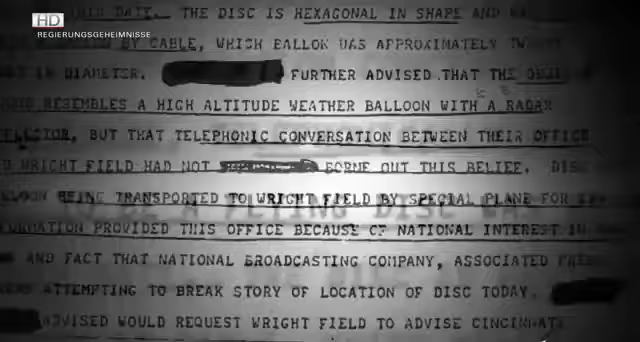 HD
REGIERUNGSGEHEIMNISSE
THE DISC IS HEXAGONAL IN SHAPE AND
BY CABLE, WHICH BALLON WAS APPROXIMATELY
IN DIAMETER. FURTHER ADVISED THAT THE
RESEMBLES A HIGH ALTITUDE WEATHER BALLOON WITH A RADAR
BUT THAT TELEPHONIC CONVERSATION BETWEEN THEIR OFFICE
WRIGHT FIELD HAD NOT BORNE OUT THIS BELIEF.
BEING TRANSPORTED TO WRIGHT FIELD BY SPECIAL PLANE FOR
PROVIDED THIS OFFICE BECAUSE OF NATIONAL INTEREST IN
AND FACT THAT NATIONAL BROADCASTING COMPANY, ASSOCIATED
ATTEMPTING TO BREAK STORY OF LOCATION OF DISC TODAY.
ADVISED WOULD REQUEST WRIGHT FIELD TO ADVISE